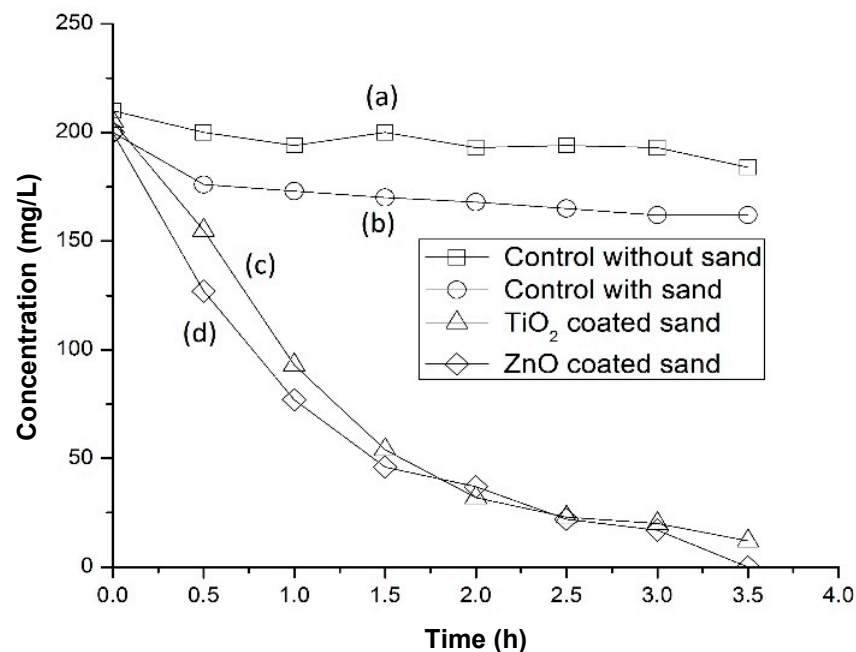 250
200
150
100
50
0
Concentration (mg/L)
(a)
(b)
(c)
(d)
Control without sand
Control with sand
TiO₂ coated sand
ZnO coated sand
0.0 0.5 1.0 1.5 2.0 2.5 3.0 3.5 4.0
Time (h)